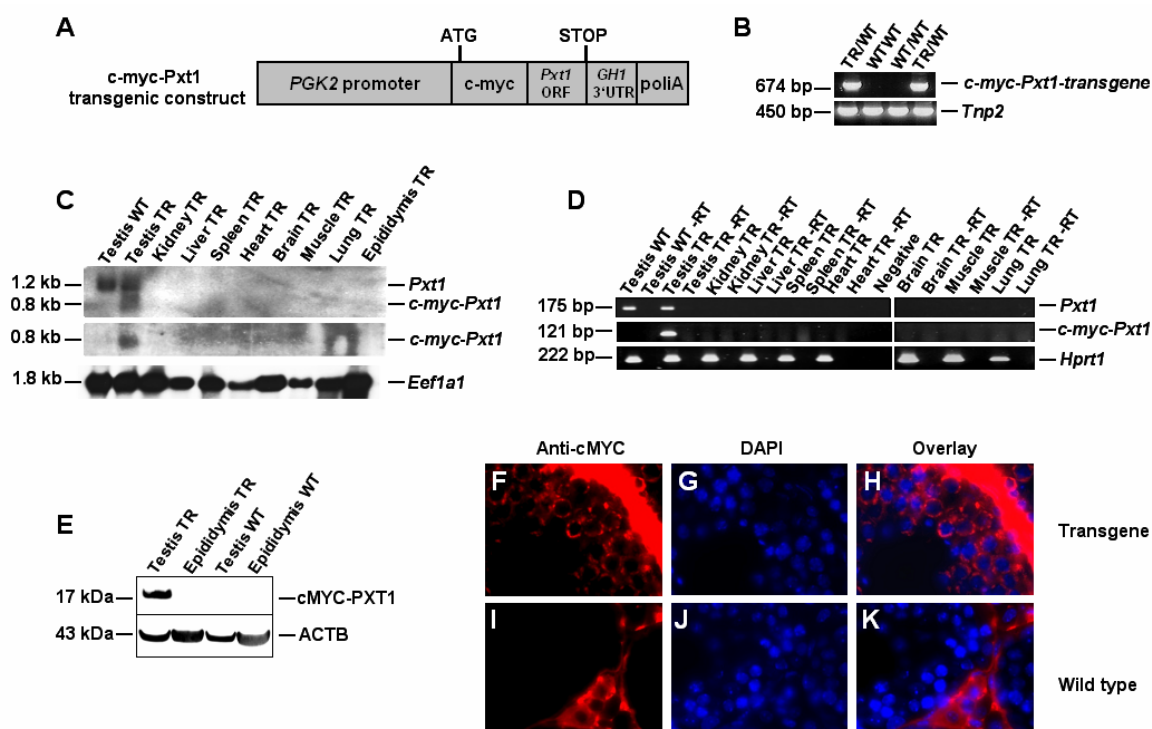 A
ATG
STOP
c-myc-Pxt1
transgenic construct
PGK2 promoter
c-myc
Pxt1
ORF
GH1
3'UTR
poliA
B
TR/WT
WTWT
WT/WT
TR/WT
674 bp
c-myc-Pxt1-transgene
450 bp
Tnp2
C
Testis WT
Testis TR
Kidney TR
Liver TR
Spleen TR
Heart TR
Brain TR
Muscle TR
Lung TR
Epididymis TR
1.2 kb
Pxt1
0.8 kb
c-myc-Pxt1
0.8 kb
c-myc-Pxt1
1.8 kb
Eef1a1
D
Testis WT
Testis WT -RT
Testis TR
Testis TR -RT
Kidney TR
Kidney TR -RT
Liver TR
Liver TR -RT
Spleen TR
Spleen TR -RT
Heart TR
Heart TR -RT
Negative
Brain TR
Brain TR -RT
Muscle TR
Muscle TR -RT
Lung TR
Lung TR -RT
175 bp
Pxt1
121 bp
c-myc-Pxt1
222 bp
Hprt1
E
Testis TR
Epididymis TR
Testis WT
Epididymis WT
17 kDa
cMYC-PXT1
43 kDa
ACTB
Anti-cMYC
DAPI
Overlay
F
G
H
Transgene
I
J
K
Wild type